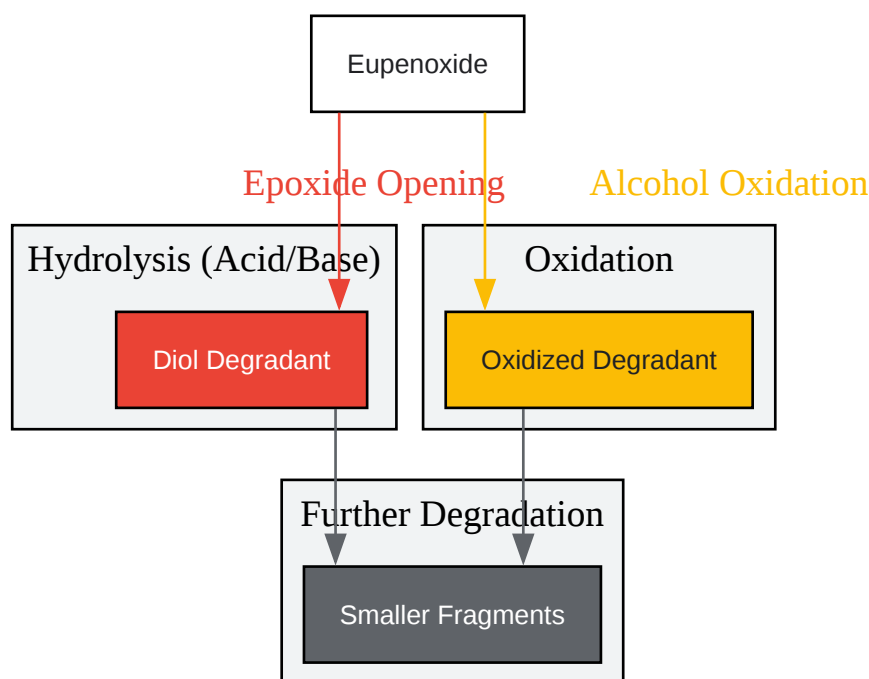 Eupenoxide
Epoxide Opening
Alcohol Oxidation
Hydrolysis (Acid/Base)
Oxidation
Diol Degradant
Oxidized Degradant
Further Degradation
Smaller Fragments